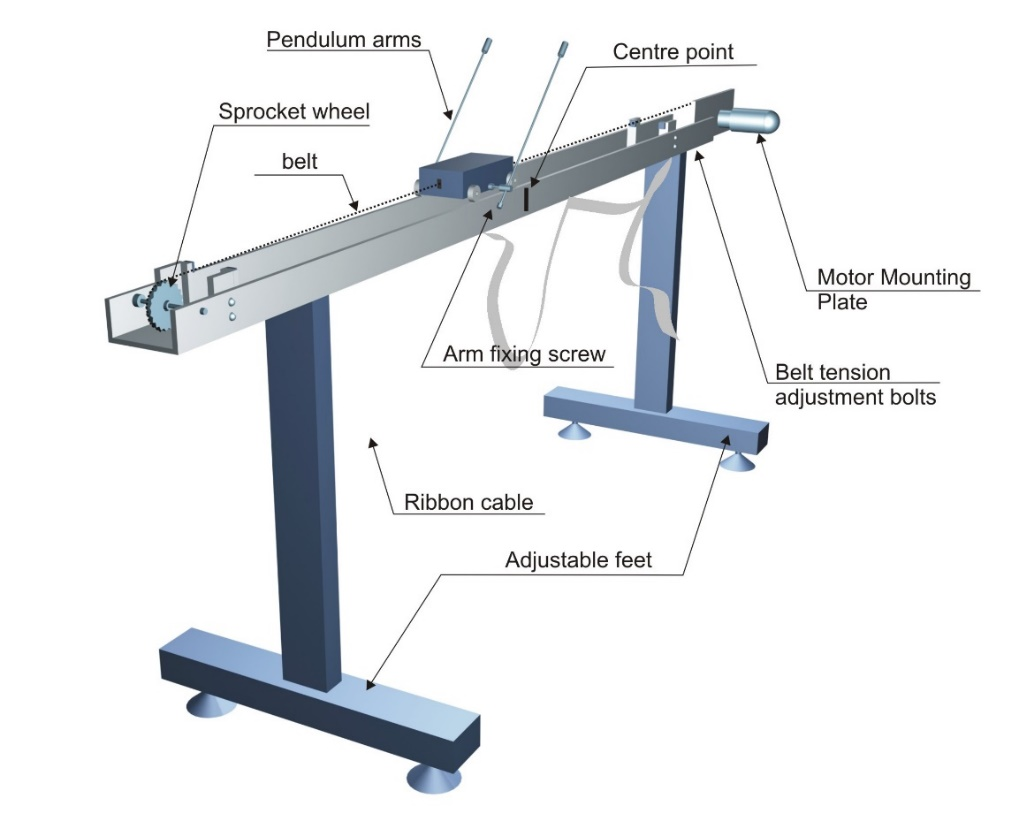 Pendulum arms
Centre point
Sprocket wheel
belt
Motor Mounting
Plate
Arm fixing screw
Belt tension
adjustment bolts
Ribbon cable
Adjustable feet